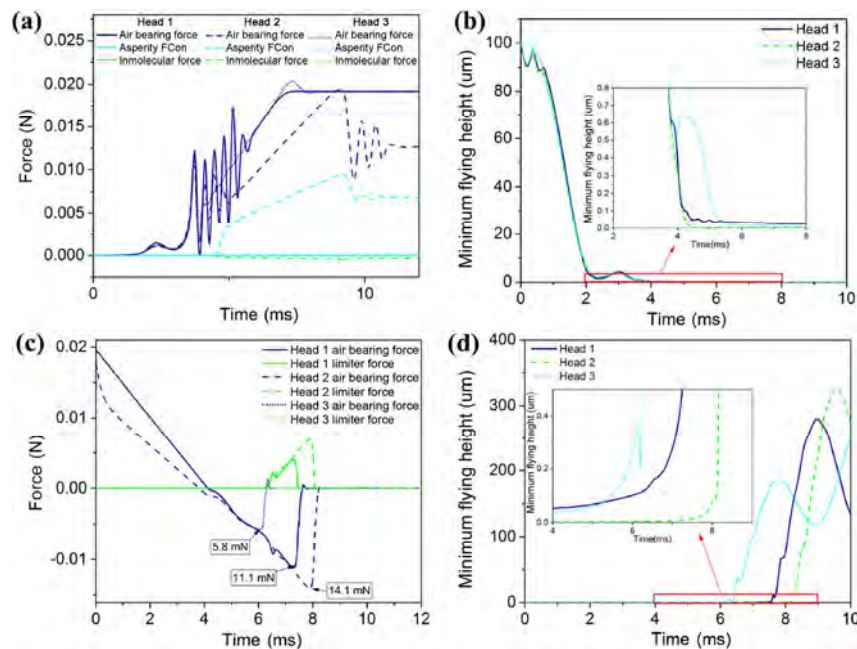 (a)
Head 1 Head 2 Head 3
Air bearing force Air bearing force Air bearing force
Asperity FCon Asperity FCon Asperity FCon
Inmolecular force Inmolecular force Inmolecular force
0.025
0.020
0.015
0.010
0.005
0.000
Force (N)
0 5 10
Time (ms)
(b)
Head 1
Head 2
Head 3
100
80
60
40
20
0
Minimum flying height (um)
0.8
0.7
0.6
0.5
0.4
0.3
0.2
0.1
0.0
Minimum flying height (um)
2 4 6 8
Time(ms)
0 2 4 6 8 10
Time (ms)
(c)
Head 1 air bearing force
Head 1 limiter force
Head 2 air bearing force
Head 2 limiter force
Head 3 air bearing force
Head 3 limiter force
0.02
0.01
0.00
-0.01
Force (N)
5.8 mN
11.1 mN
14.1 mN
0 2 4 6 8 10 12
Time (ms)
(d)
Head 1
Head 2
Head 3
400
300
200
100
0
Minimum flying height (um)
0.4
0.2
0.0
Minimum flying height (um)
4 6 8
Time(ms)
0 2 4 6 8 10
Time (ms)